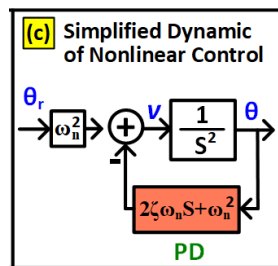 (c) Simplified Dynamic
of Nonlinear Control
θr
ωn²
+
-
v
1
S²
θ
2ζωnS+ωn²
PD